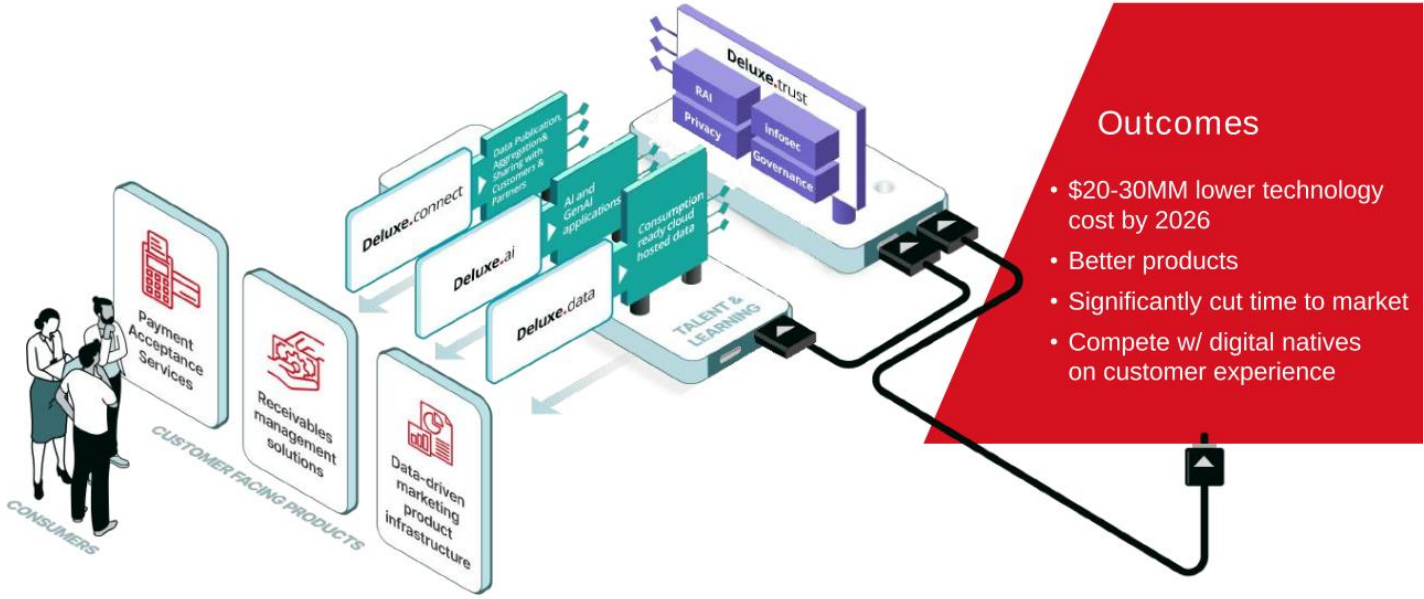 Deluxe.trust
RAI
Privacy
infosec
Governance
Data Publication,
Aggregation&
Sharing with
Customers &
Partners
Deluxe.connect
AI and
GenAI
applications
Deluxe.ai
Consumption
ready cloud
hosted data
Deluxe.data
TALENT &
LEARNING
Payment
Acceptance
Services
Receivables
management
solutions
Data-driven
marketing
product
infrastructure
CUSTOMER FACING PRODUCTS
CONSUMERS
Outcomes
• $20-30MM lower technology
cost by 2026
• Better products
• Significantly cut time to market
• Compete w/ digital natives
on customer experience